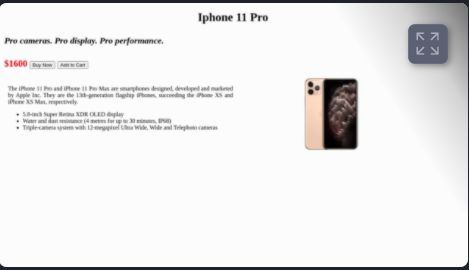 Iphone 11 Pro
Pro cameras. Pro display. Pro performance.
$1600 Buy Now Add to Cart
The iPhone 11 Pro and iPhone 11 Pro Max are smartphones designed, developed and marketed
by Apple Inc. They are the 13th-generation flagship iPhones, succeeding the iPhone XS and
iPhone XS Max, respectively.
5.8-inch Super Retina XDR OLED display
Water and dust resistance (4 metres for up to 30 minutes, IP68)
Triple-camera system with 12-megapixel Ultra Wide, Wide and Telephoto cameras